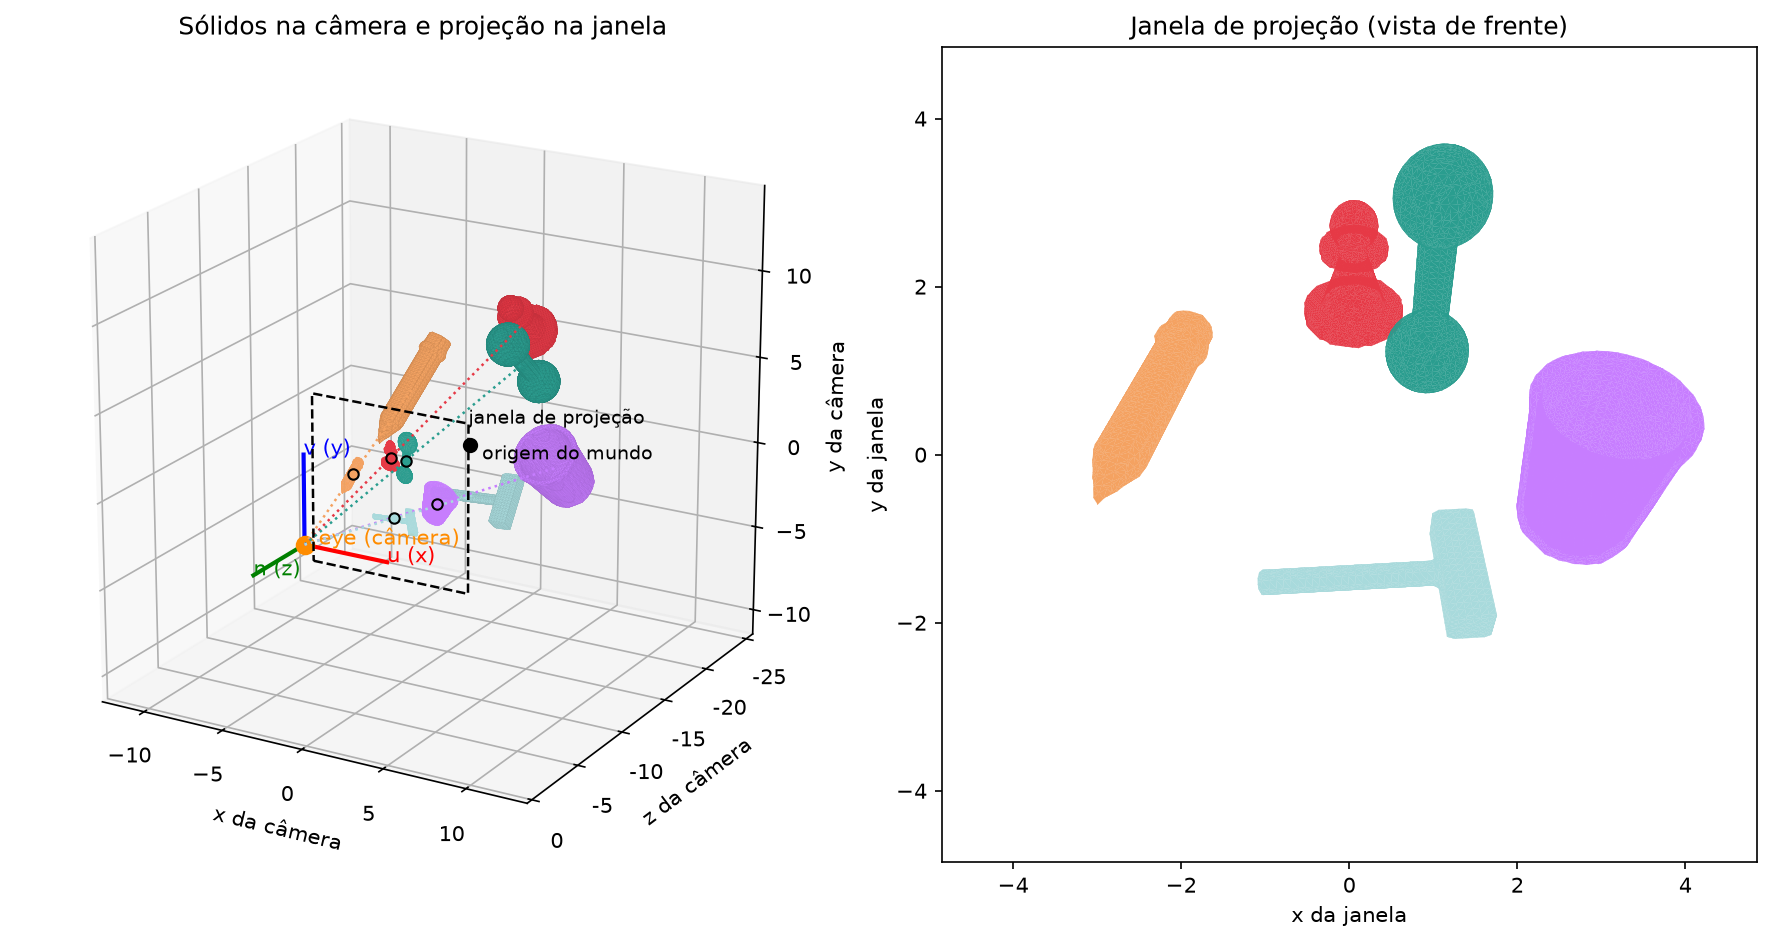 Sólidos na câmera e projeção na janela
10
5
0
−5
−10
y da câmera
janela de projeção
origem do mundo
v (y)
eye (câmera)
u (x)
n (z)
−10
−5
0
5
10
x da câmera
-25
-20
-15
-10
-5
0
z da câmera
Janela de projeção (vista de frente)
4
2
0
−2
−4
y da janela
−4
−2
0
2
4
x da janela